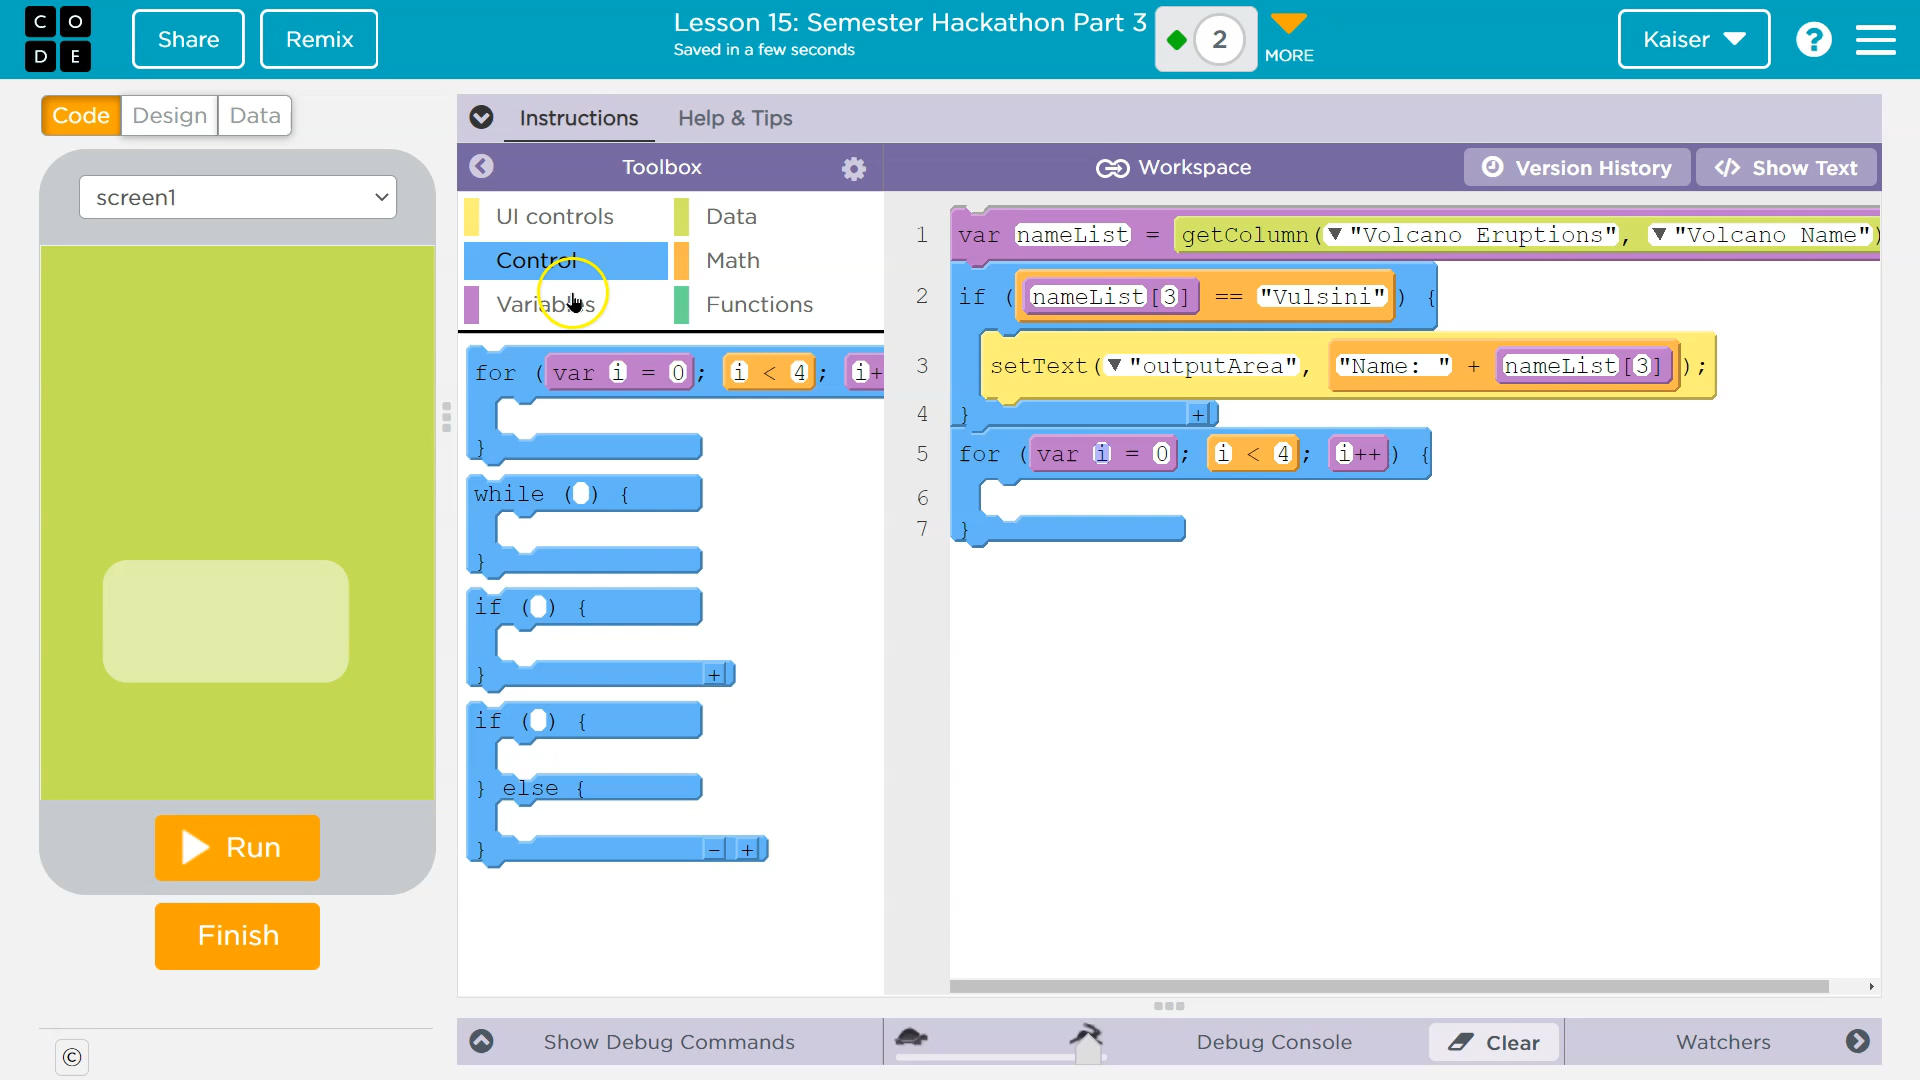 CODE
Share
Remix
Lesson 15: Semester Hackathon Part 3
Saved in a few seconds
2
MORE
Kaiser
?
Code
Design
Data
Instructions
Help & Tips
Toolbox
Workspace
Version History
</> Show Text
screen1
UI controls
Data
Control
Math
Variables
Functions
for (var i = 0; i < 4; i+
}
while ( ) {
}
if ( ) {
} +
if ( ) {
} else {
} - +
1 var nameList = getColumn(▼"Volcano Eruptions", ▼"Volcano Name")
2 if (nameList[3] == "Vulsini") {
3 setText(▼"outputArea", "Name: " + nameList[3]);
4 } +
5 for (var i = 0; i < 4; i++) {
6
7 }
Run
Finish
©
Show Debug Commands
Debug Console
Clear
Watchers